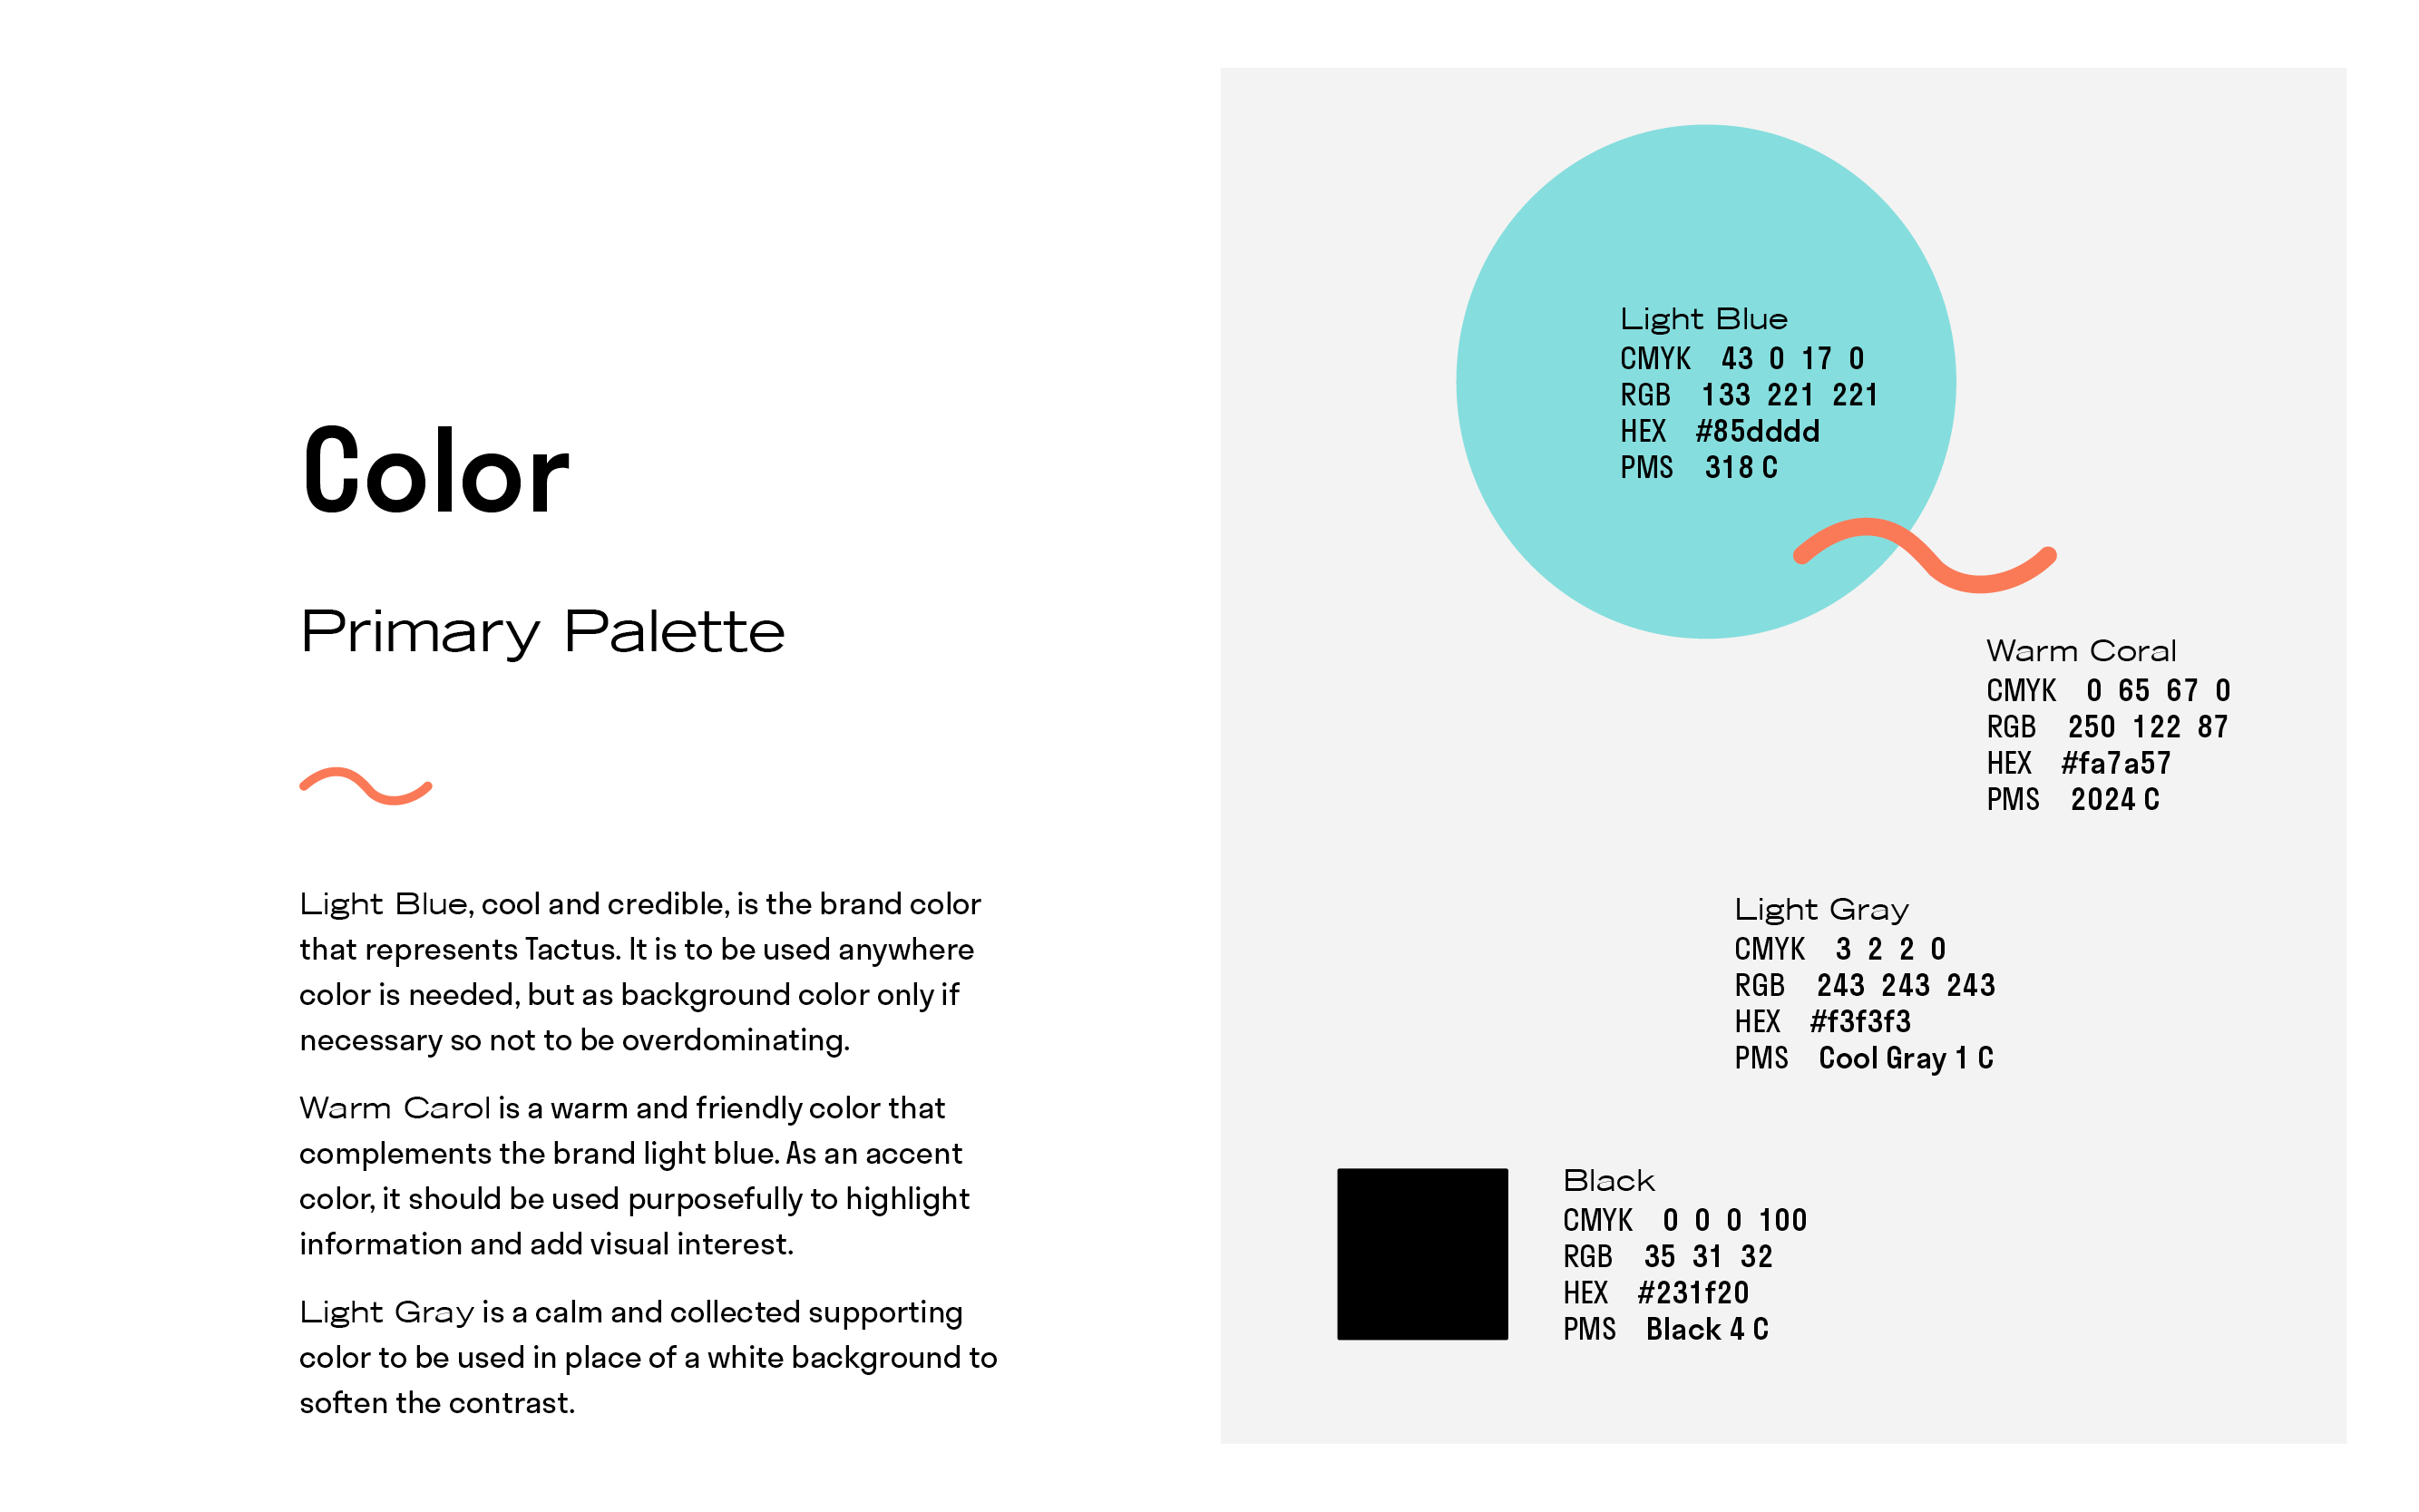 Color
Primary Palette
Light Blue, cool and credible, is the brand color
that represents Tactus. It is to be used anywhere
color is needed, but as background color only if
necessary so not to be overdominating.
Warm Carol is a warm and friendly color that
complements the brand light blue. As an accent
color, it should be used purposefully to highlight
information and add visual interest.
Light Gray is a calm and collected supporting
color to be used in place of a white background to
soften the contrast.
Light Blue
CMYK 43 0 17 0
RGB 133 221 221
HEX #85dddd
PMS 318 C
Warm Coral
CMYK 0 65 67 0
RGB 250 122 87
HEX #fa7a57
PMS 2024 C
Light Gray
CMYK 3 2 2 0
RGB 243 243 243
HEX #f3f3f3
PMS Cool Gray 1 C
Black
CMYK 0 0 0 100
RGB 35 31 32
HEX #231f20
PMS Black 4 C